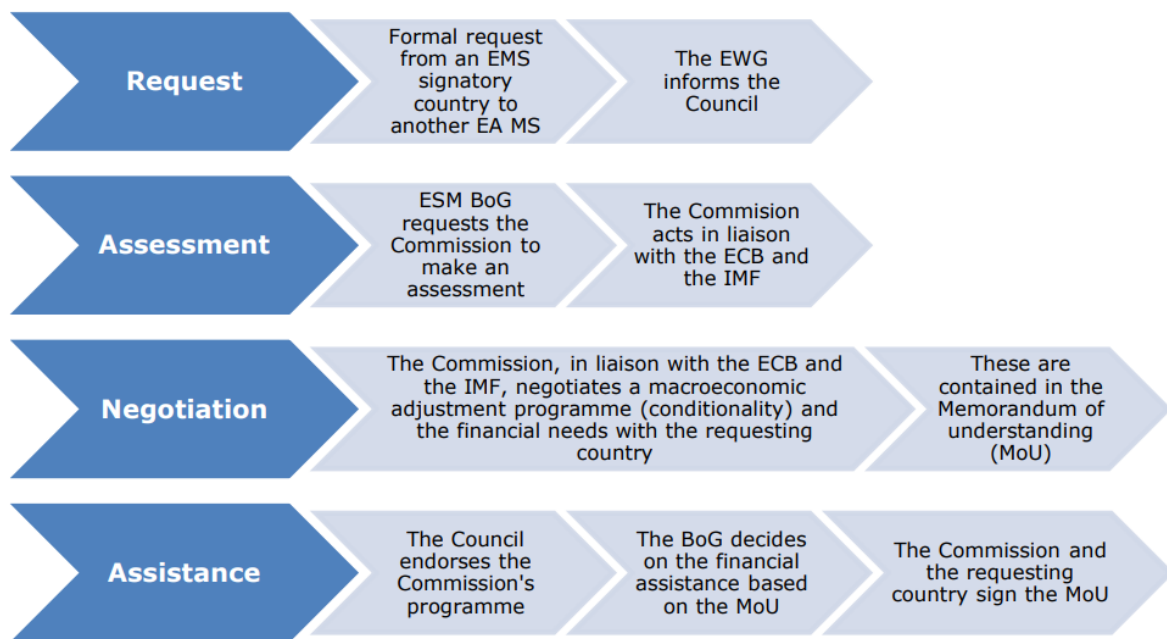 Request
Formal request
from an EMS
signatory
country to
another EA MS
The EWG
informs the
Council
Assessment
ESM BoG
requests the
Commission to
make an
assessment
The Commision
acts in liaison
with the ECB and
the IMF
Negotiation
The Commission, in liaison with the ECB and
the IMF, negotiates a macroeconomic
adjustment programme (conditionality) and
the financial needs with the requesting
country
These are
contained in the
Memorandum of
understanding
(MoU)
Assistance
The Council
endorses the
Commission's
programme
The BoG decides
on the financial
assistance based
on the MoU
The Commission and
the requesting
country sign the MoU